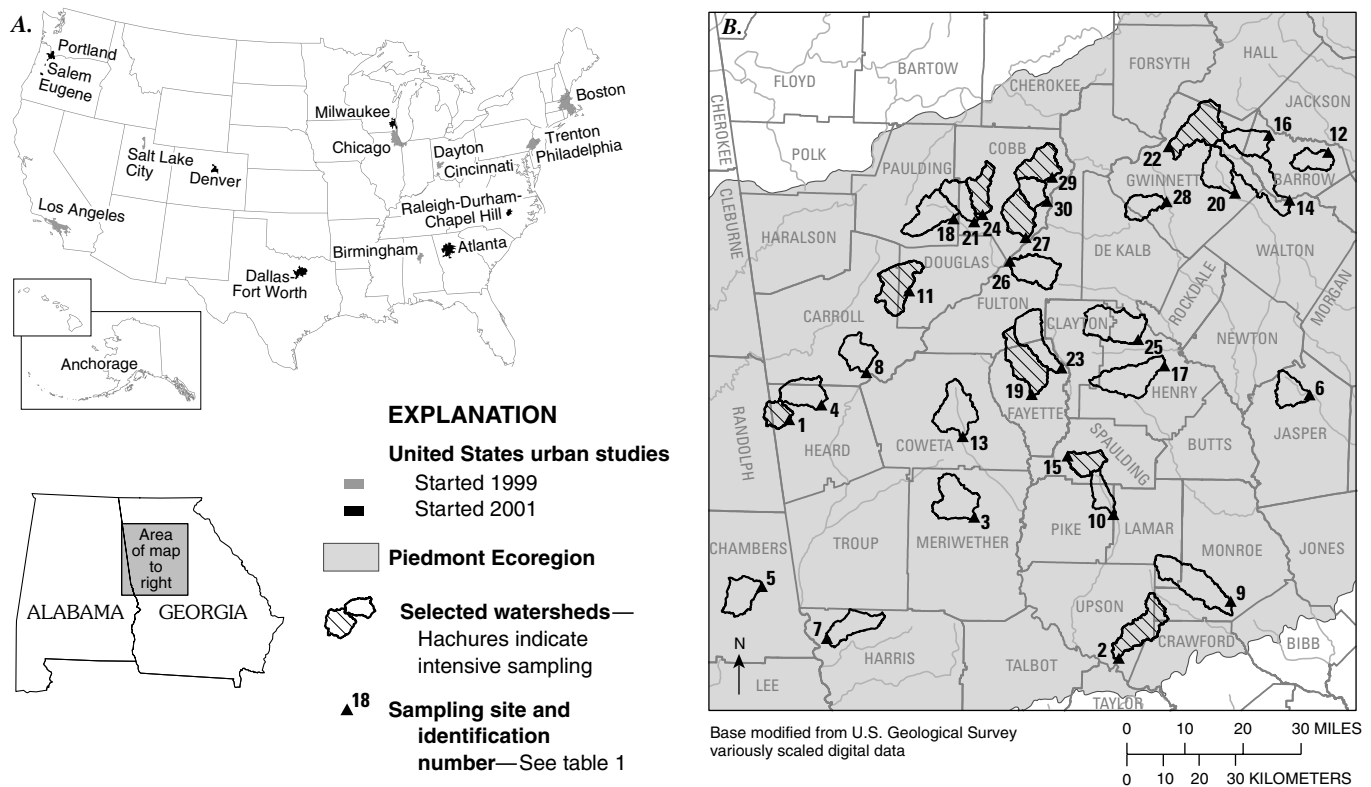 A.
Portland
Salem
Eugene
Milwaukee
Chicago
Boston
Trenton
Philadelphia
Dayton
Cincinnati
Salt Lake
City
Denver
Los Angeles
Raleigh-Durham-
Chapel Hill
Birmingham
Atlanta
Dallas-
Fort Worth
Anchorage
EXPLANATION
United States urban studies
Started 1999
Started 2001
Piedmont Ecoregion
Selected watersheds—
Hachures indicate
intensive sampling
18
Sampling site and
identification
number—See table 1
Area
of map
to
right
ALABAMA
GEORGIA
B.
FLOYD
BARTOW
CHEROKEE
FORSYTH
HALL
JACKSON
CHEROKEE
POLK
PAULDING
COBB
GWINNETT
BARROW
CLEBURNE
HARALSON
DOUGLAS
DE KALB
WALTON
MORGAN
ROCKDALE
CARROLL
FULTON
CLAYTON
NEWTON
RANDOLPH
HEARD
COWETA
FAYETTE
HENRY
SPAULDING
BUTTS
JASPER
CHAMBERS
TROUP
MERIWETHER
PIKE
LAMAR
MONROE
JONES
UPSON
CRAWFORD
BIBB
HARRIS
TALBOT
TAYLOR
LEE
16
12
22
29
28
20
14
30
18
21
24
27
26
11
25
23
17
8
19
6
4
1
13
15
3
10
5
9
7
2
N
Base modified from U.S. Geological Survey
variously scaled digital data
0 10 20 30 MILES
0 10 20 30 KILOMETERS